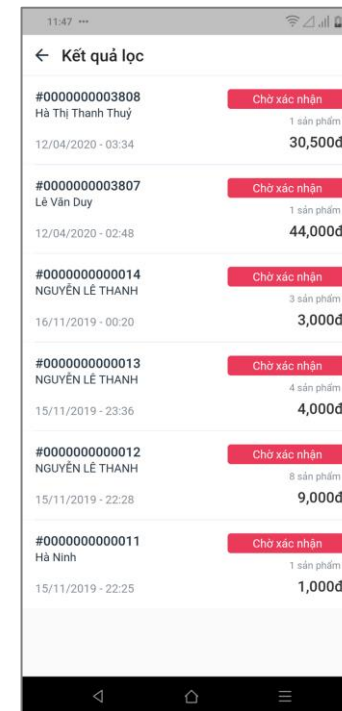 11:47 •••
← Kết quả lọc
#0000000003808
Chờ xác nhận
Hà Thị Thanh Thuý
1 sản phẩm
12/04/2020 - 03:34
30,500đ
#0000000003807
Chờ xác nhận
Lê Văn Duy
1 sản phẩm
12/04/2020 - 02:48
44,000đ
#0000000000014
Chờ xác nhận
NGUYỄN LÊ THANH
3 sản phẩm
16/11/2019 - 00:20
3,000đ
#0000000000013
Chờ xác nhận
NGUYỄN LÊ THANH
4 sản phẩm
15/11/2019 - 23:36
4,000đ
#0000000000012
Chờ xác nhận
NGUYỄN LÊ THANH
8 sản phẩm
15/11/2019 - 22:28
9,000đ
#0000000000011
Chờ xác nhận
Hà Ninh
1 sản phẩm
15/11/2019 - 22:25
1,000đ